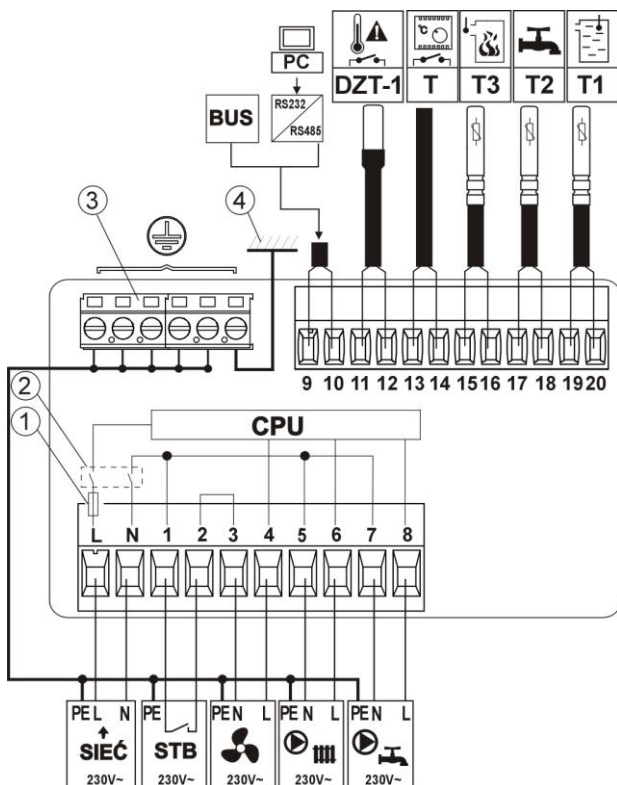 PC
RS232
RS485
BUS
°C
DZT-1 T T3 T2 T1
3
4
9 10 11 12 13 14 15 16 17 18 19 20
2
1
CPU
L N 1 2 3 4 5 6 7 8
PE L N PE PE N L PE N L PE N L
SIEĆ STB
230V~ 230V~ 230V~ 230V~ 230V~